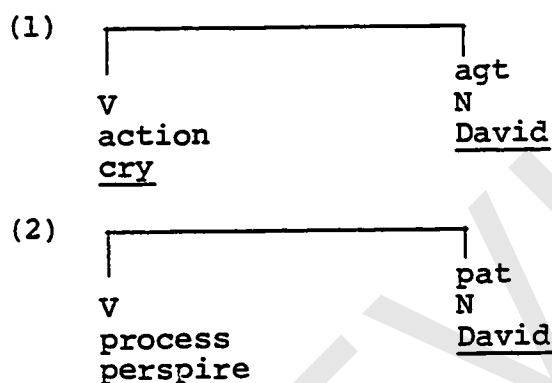 (1)
agt
V N
action David
cry
(2)
pat
V N
process David
perspire